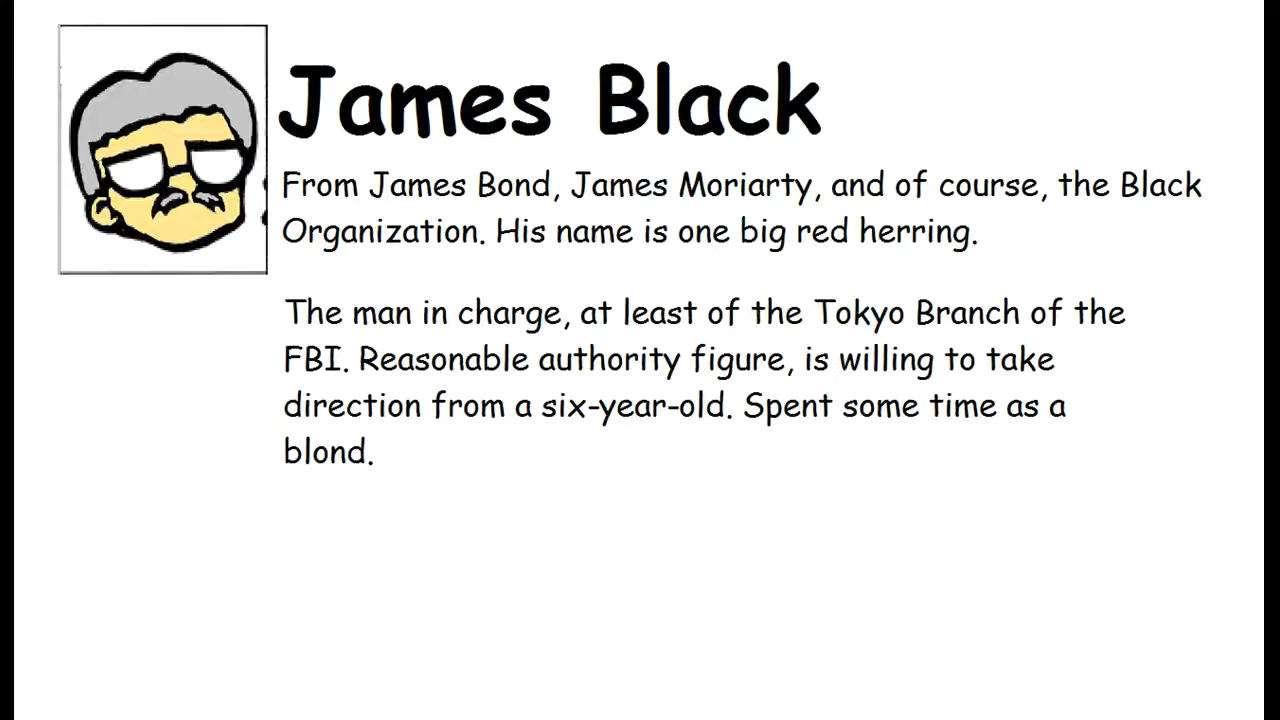 James Black
From James Bond, James Moriarty, and of course, the Black
Organization. His name is one big red herring.
The man in charge, at least of the Tokyo Branch of the
FBI. Reasonable authority figure, is willing to take
direction from a six-year-old. Spent some time as a
blond.